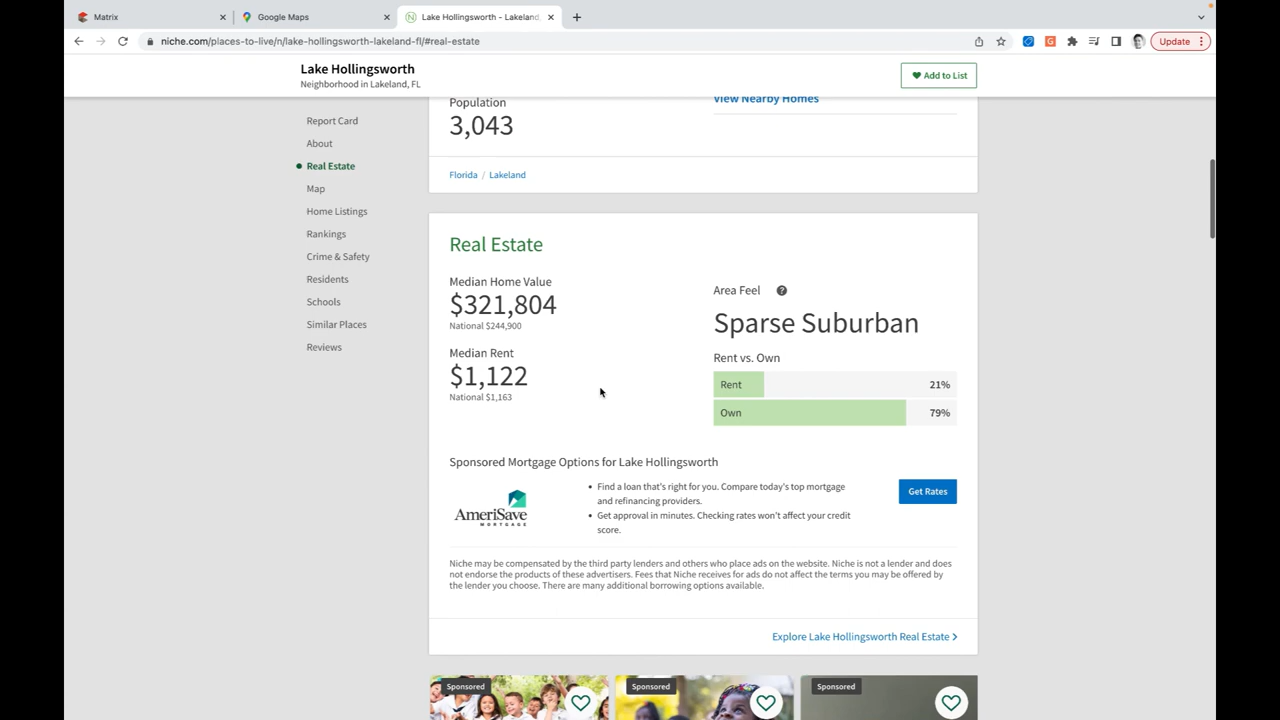 Matrix
Google Maps
Lake Hollingsworth - Lakeland,
niche.com/places-to-live/n/lake-hollingsworth-lakeland-fl/#real-estate
Update
Lake Hollingsworth
Neighborhood in Lakeland, FL
Add to List
Report Card
About
Real Estate
Map
Home Listings
Rankings
Crime & Safety
Residents
Schools
Similar Places
Reviews
Population
3,043
View Nearby Homes
Florida / Lakeland
Real Estate
Median Home Value
$321,804
National $244,900
Median Rent
$1,122
National $1,163
Area Feel ?
Sparse Suburban
Rent vs. Own
Rent 21%
Own 79%
Sponsored Mortgage Options for Lake Hollingsworth
AmeriSave
MORTGAGE
• Find a loan that's right for you. Compare today's top mortgage
and refinancing providers.
• Get approval in minutes. Checking rates won't affect your credit
score.
Get Rates
Niche may be compensated by the third party lenders and others who place ads on the website. Niche is not a lender and does
not endorse the products of these advertisers. Fees that Niche receives for ads do not affect the terms you may be offered by
the lender you choose. There are many additional borrowing options available.
Explore Lake Hollingsworth Real Estate >
Sponsored
Sponsored
Sponsored